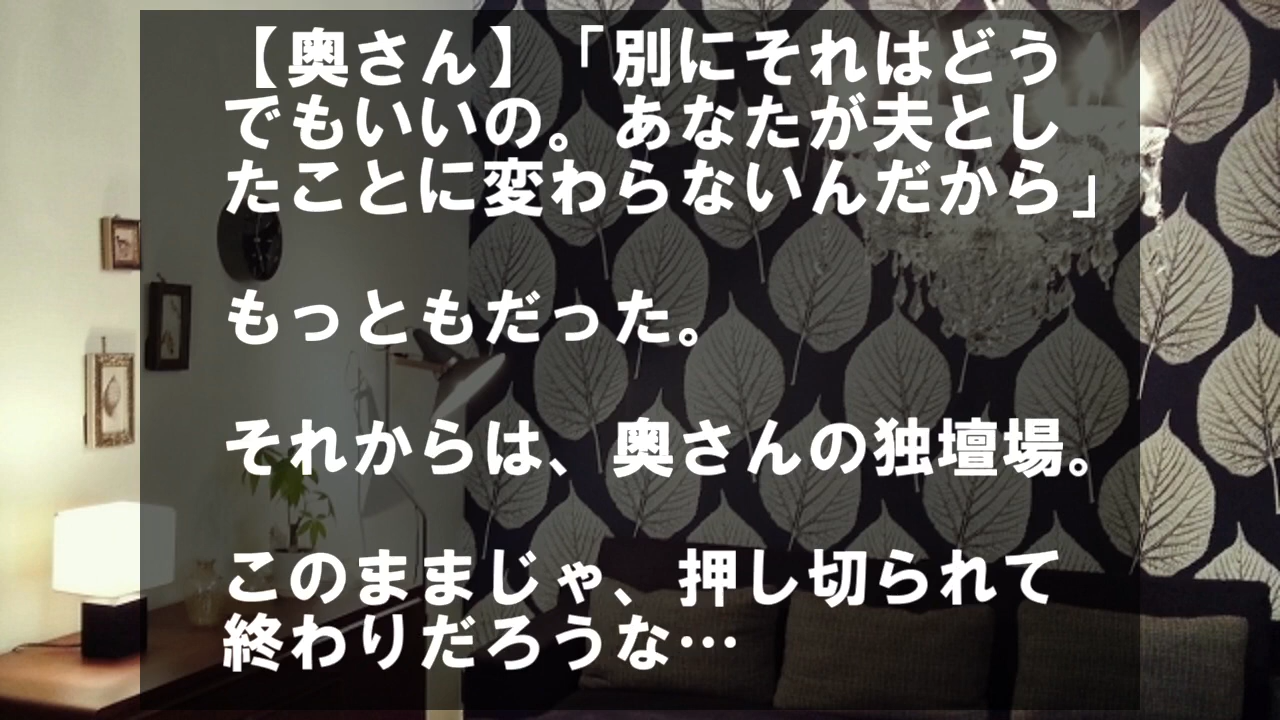 【奥さん】「別にそれはどう
でもいいの。あなたが夫とし
たことに変わらないんだから」
もっともだった。
それからは、奥さんの独壇場。
このままじゃ、押し切られて
終わりだろうな…